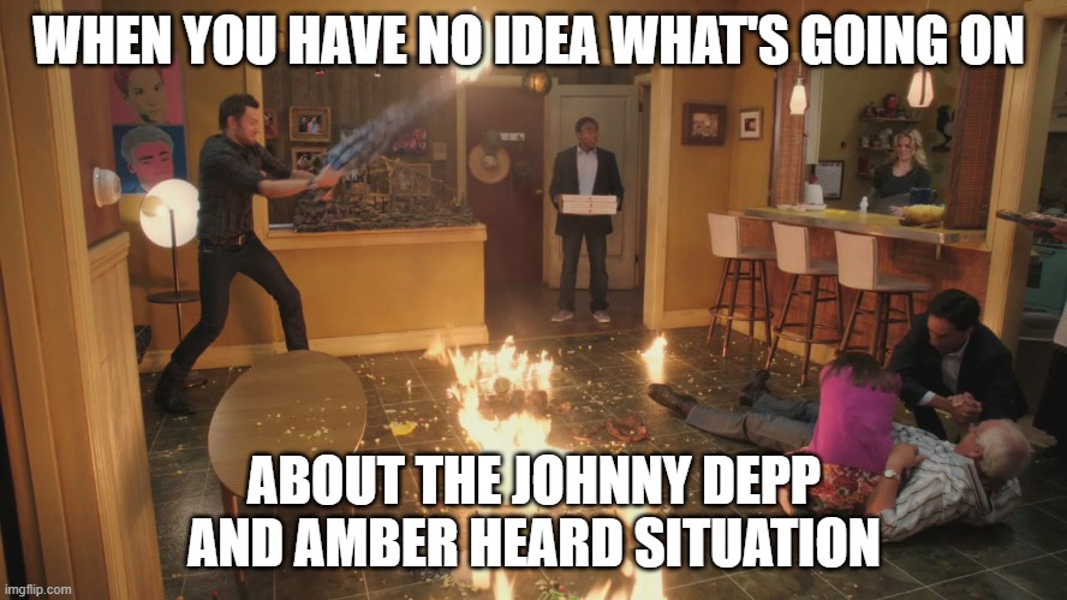 WHEN YOU HAVE NO IDEA WHAT'S GOING ON
ABOUT THE JOHNNY DEPP
AND AMBER HEARD SITUATION
imgflip.com